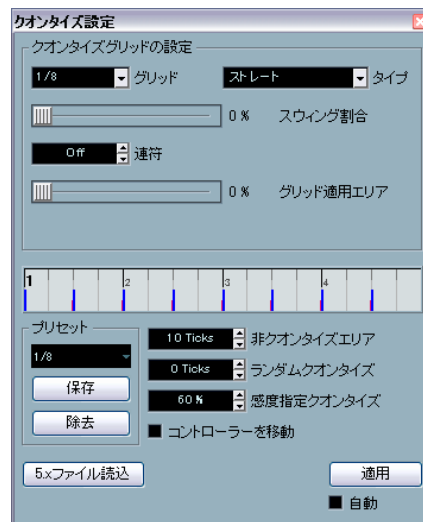 クオンタイズ設定
クオンタイズグリッドの設定
1/8 グリッド ストレート タイプ
0 % スウィング割合
Off 連符
0 % グリッド適用エリア
1 2 3 4
プリセット
1/8
保存
除去
10 Ticks 非クオンタイズエリア
0 Ticks ランダムクオンタイズ
60 % 感度指定クオンタイズ
コントローラーを移動
5.xファイル読込
適用
自動